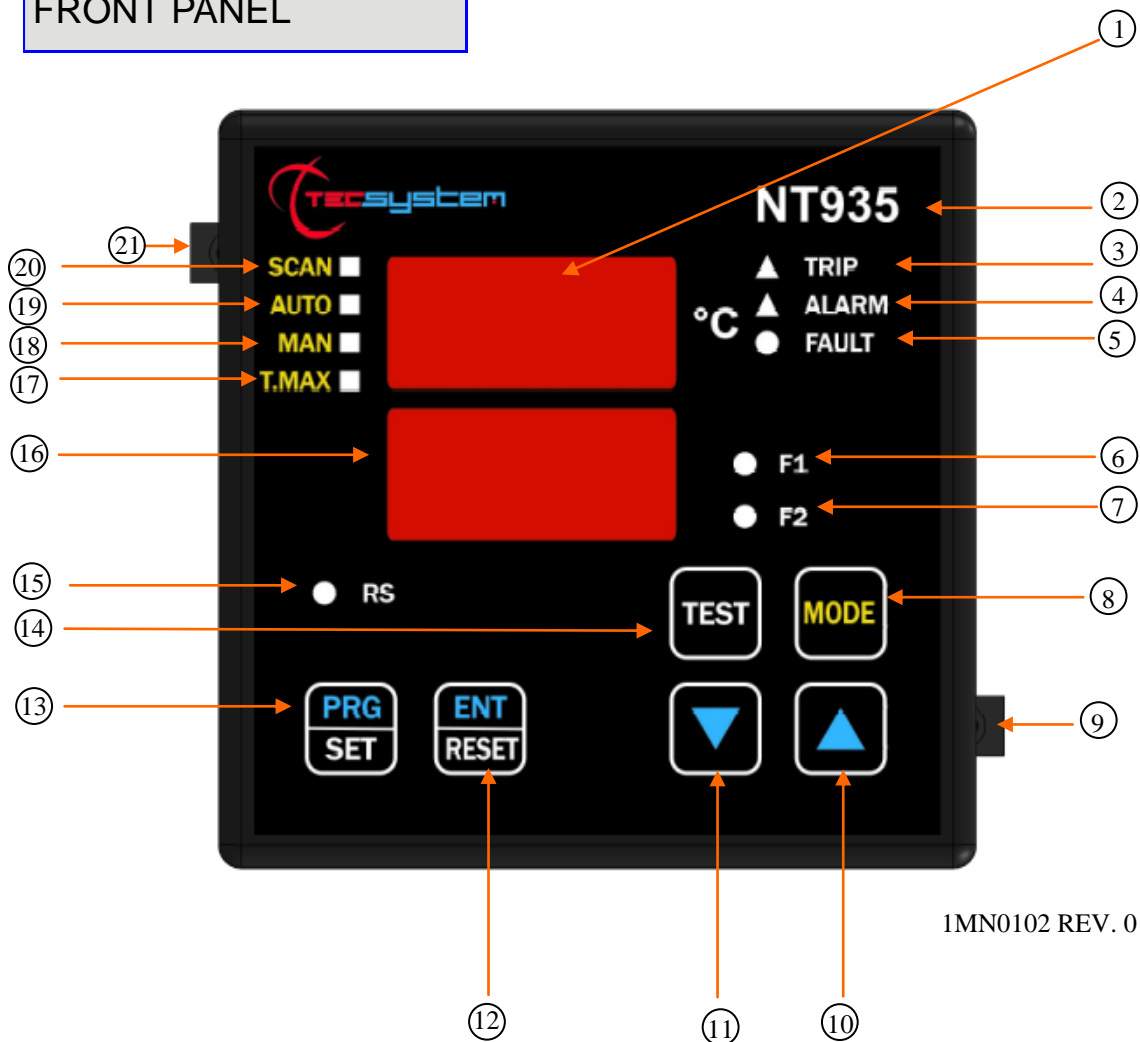 FRONT PANEL
1
TECSYSTEM
NT935
2
21
20
SCAN
°C
TRIP
3
19
AUTO
ALARM
4
18
MAN
FAULT
5
17
T.MAX
16
F1
6
F2
7
15
RS
14
TEST
MODE
8
13
PRG
SET
ENT
RESET
9
1MN0102 REV. 0
12
11
10